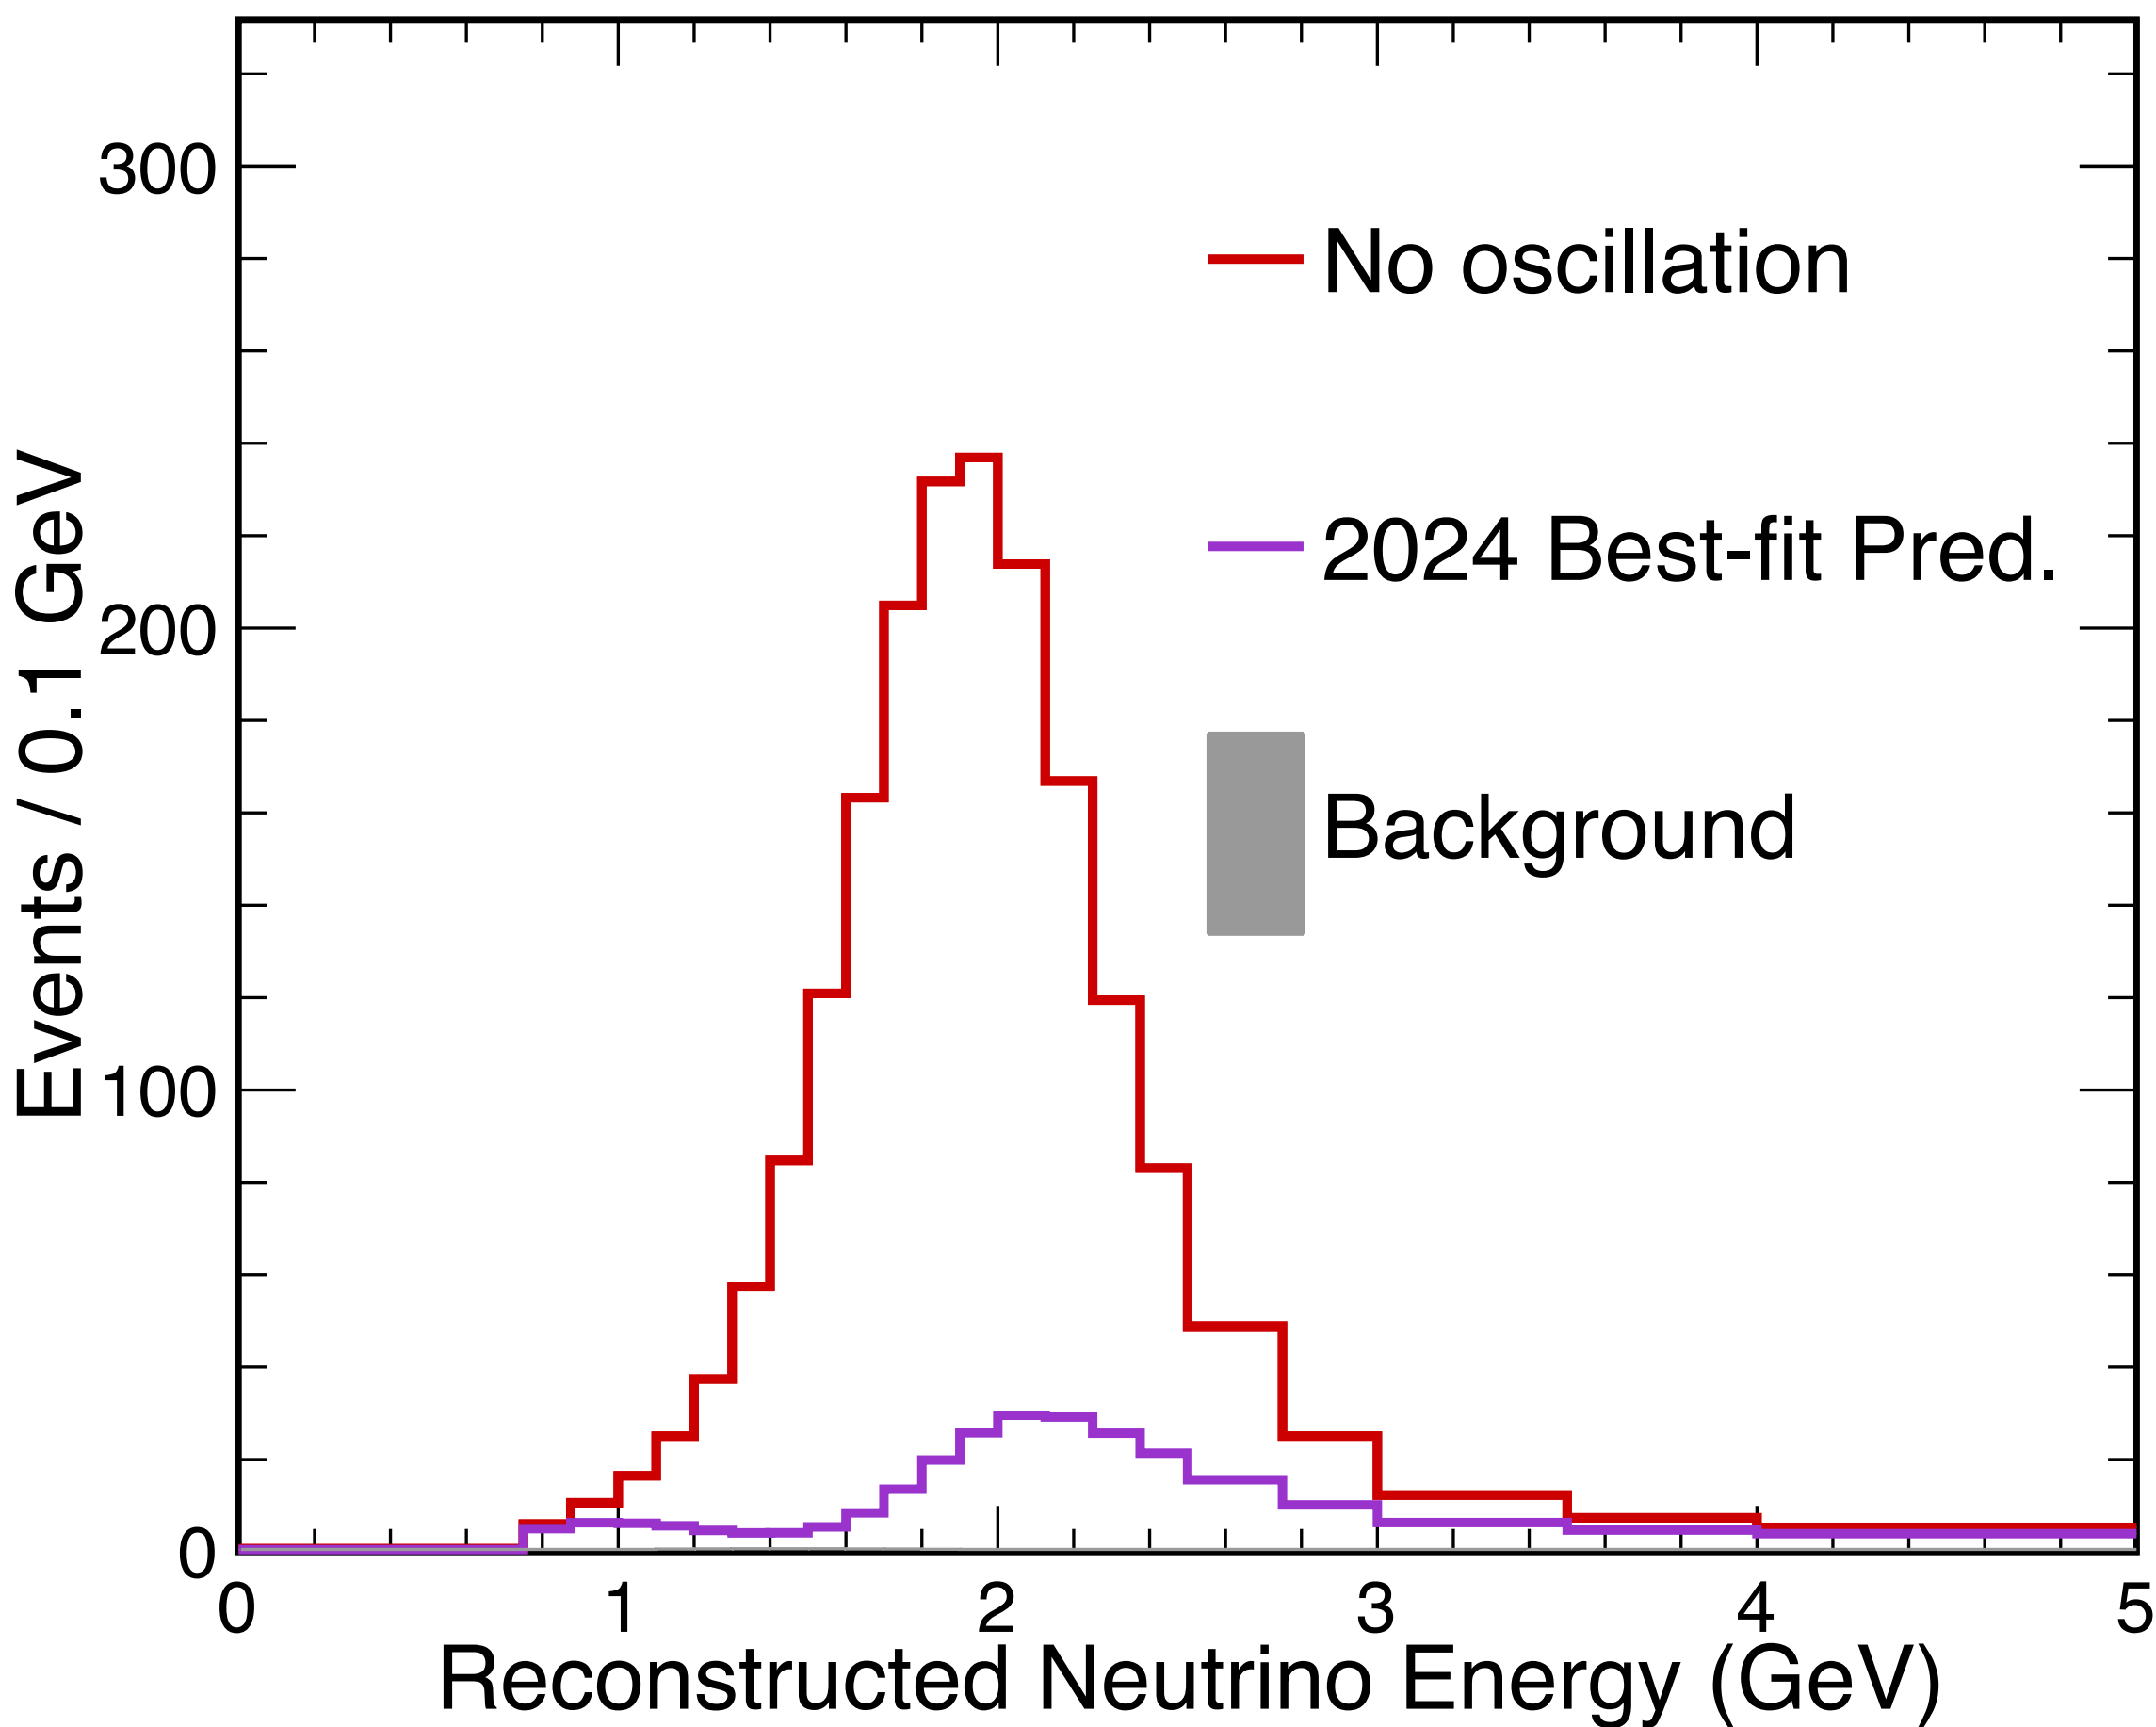 300
200
100
0
Events / 0.1 GeV
No oscillation
2024 Best-fit Pred.
Background
0 1 2 3 4 5
Reconstructed Neutrino Energy (GeV)